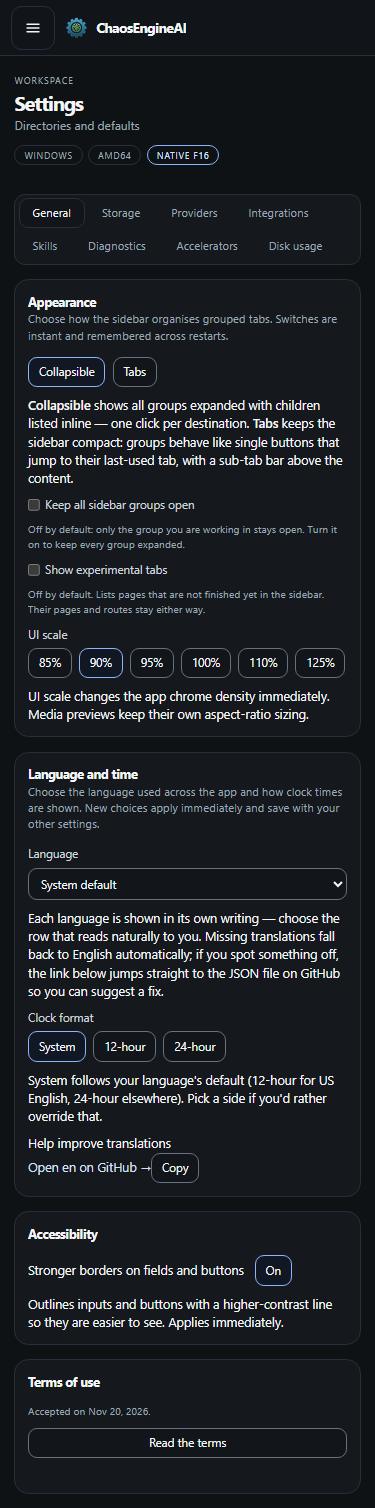 ChaosEngineAI
WORKSPACE
Settings
Directories and defaults
WINDOWS AMD64 NATIVE F16
General Storage Providers Integrations
Skills Diagnostics Accelerators Disk usage
Appearance
Choose how the sidebar organises grouped tabs. Switches are
instant and remembered across restarts.
Collapsible Tabs
Collapsible shows all groups expanded with children
listed inline — one click per destination. Tabs keeps the
sidebar compact: groups behave like single buttons that
jump to their last-used tab, with a sub-tab bar above the
content.
Keep all sidebar groups open
Off by default: only the group you are working in stays open. Turn it
on to keep every group expanded.
Show experimental tabs
Off by default. Lists pages that are not finished yet in the sidebar.
Their pages and routes stay either way.
UI scale
85% 90% 95% 100% 110% 125%
UI scale changes the app chrome density immediately.
Media previews keep their own aspect-ratio sizing.
Language and time
Choose the language used across the app and how clock times
are shown. New choices apply immediately and save with your
other settings.
Language
System default
Each language is shown in its own writing — choose the
row that reads naturally to you. Missing translations fall
back to English automatically; if you spot something off,
the link below jumps straight to the JSON file on GitHub
so you can suggest a fix.
Clock format
System 12-hour 24-hour
System follows your language's default (12-hour for US
English, 24-hour elsewhere). Pick a side if you'd rather
override that.
Help improve translations
Open en on GitHub → Copy
Accessibility
Stronger borders on fields and buttons On
Outlines inputs and buttons with a higher-contrast line
so they are easier to see. Applies immediately.
Terms of use
Accepted on Nov 20, 2026.
Read the terms